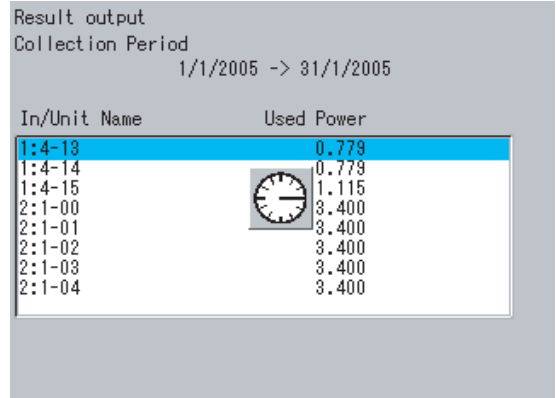 Result output
Collection Period
1/1/2005 -> 31/1/2005
In/Unit Name Used Power
1:4-13 0.779
1:4-14 0.779
1:4-15 1.115
2:1-00 3.400
2:1-01 3.400
2:1-02 3.400
2:1-03 3.400
2:1-04 3.400